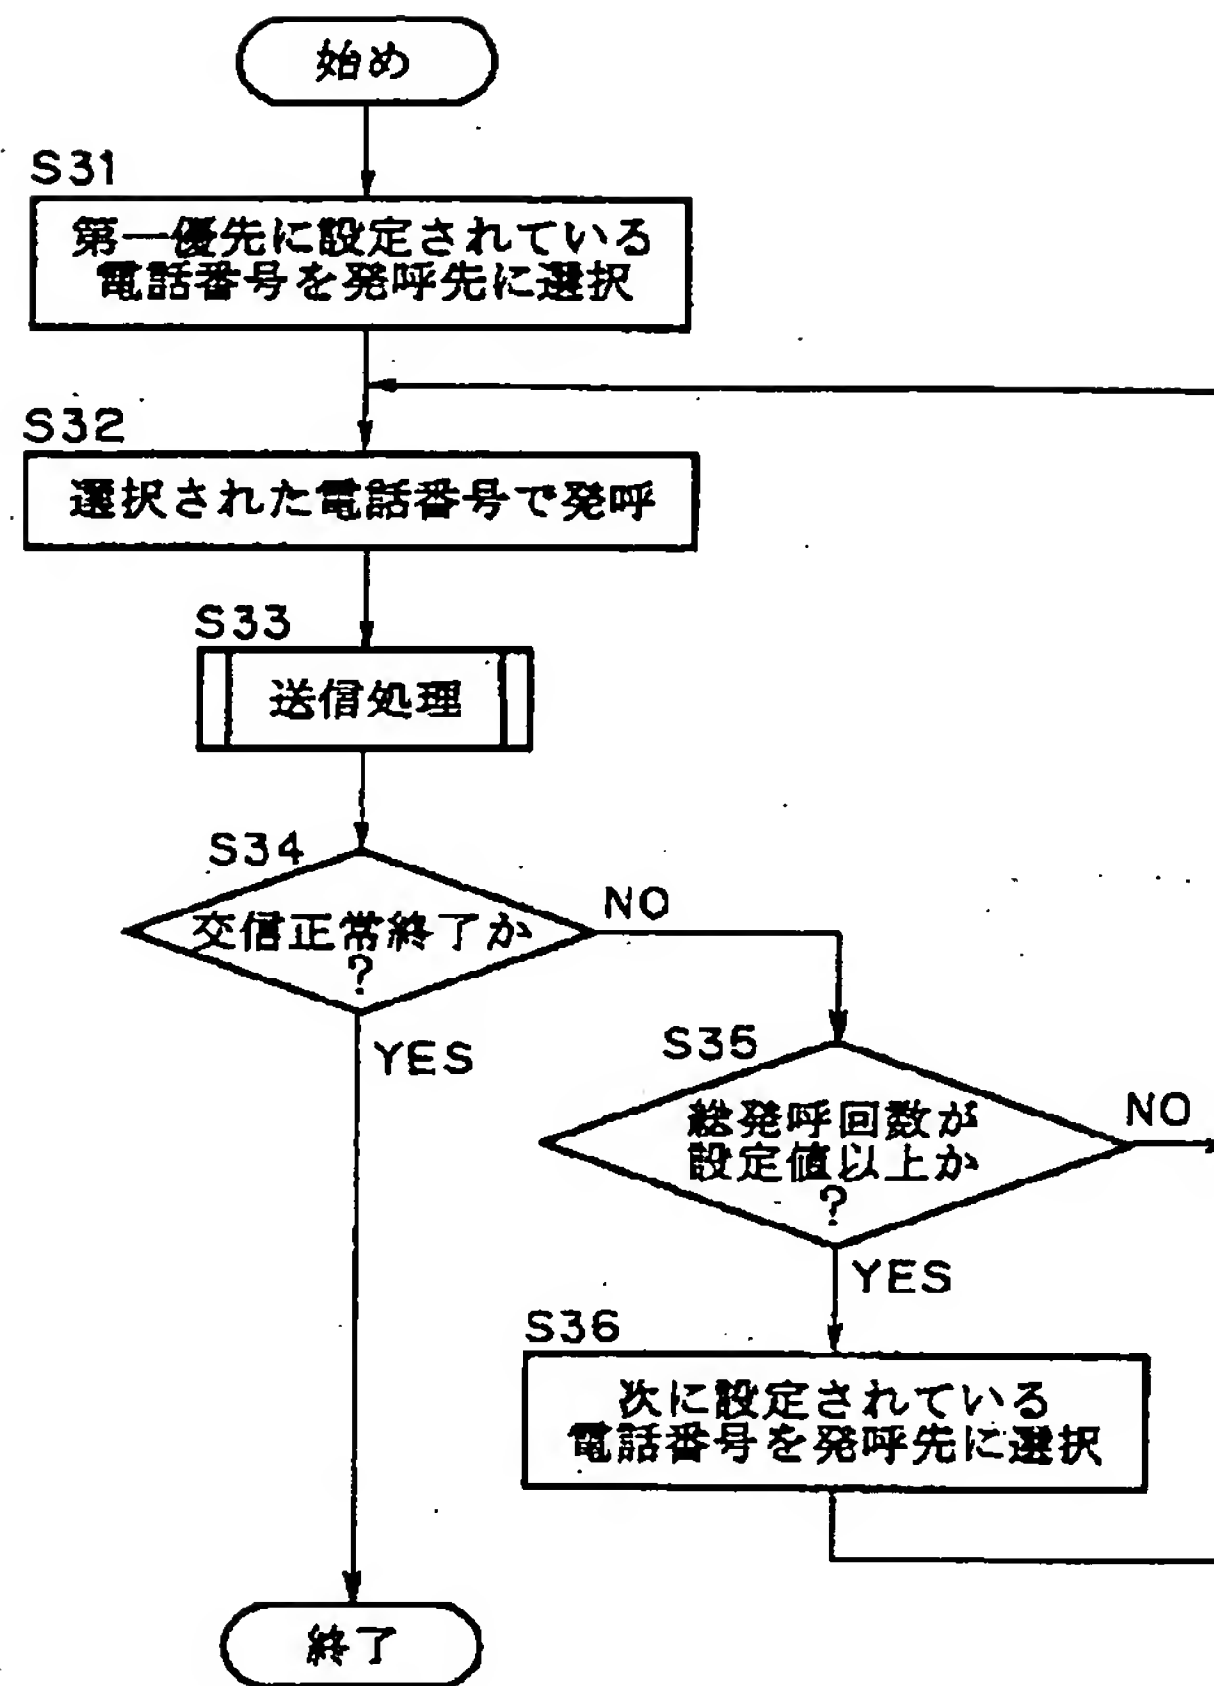 始め
S31
第一優先に設定されている
電話番号を発呼先に選択
S32
選択された電話番号で発呼
S33
送信処理
S34
交信正常終了か
?
NO
YES
S35
総発呼回数が
設定値以上か
?
NO
YES
S36
次に設定されている
電話番号を発呼先に選択
終了